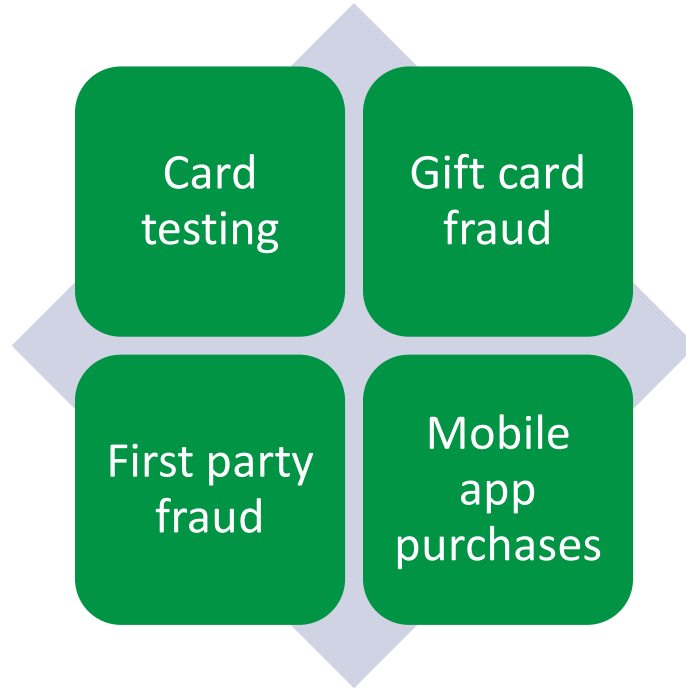 Card
testing
Gift card
fraud
First party
fraud
Mobile
app
purchases